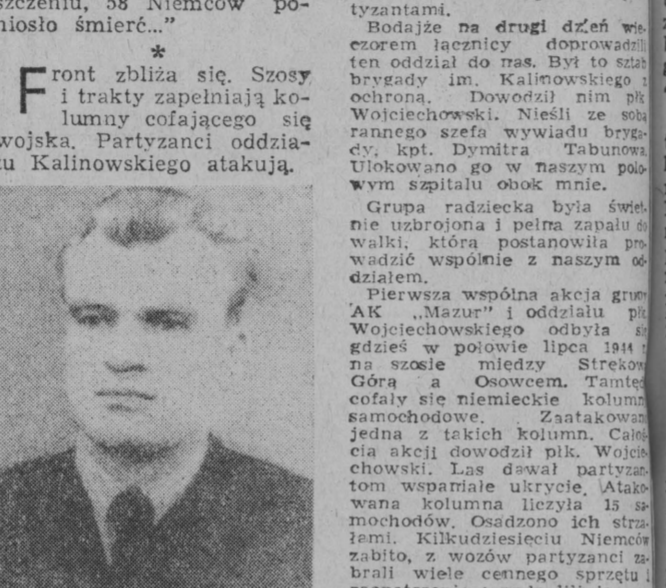 szczeniu, 58 Niemców po-
niosło śmierć..."
*
Front zbliża się. Szosy
i trakty zapełniają ko-
lumny cofającego się
wojska. Partyzanci oddzia-
łu Kalinowskiego atakują.
tyzantami.
Bodajże na drugi dzień wie-
czorem łącznicy doprowadzili
ten oddział do nas. Był to sztab
brygady im. Kalinowskiego z
ochroną. Dowodził nim płk
Wojciechowski. Nieśli ze sobą
rannego szefa wywiadu bryga-
dy, kpt. Dymitra Tabunowa.
Ulokowano go w naszym polo-
wym szpitalu obok mnie.
Grupa radziecka była świet-
nie uzbrojona i pełna zapału do
walki, którą postanowiła pro-
wadzić wspólnie z naszym od-
działem.
Pierwsza wspólna akcja grupy
AK „Mazur" i oddziału płk
Wojciechowskiego odbyła się
gdzieś w połowie lipca 1944 r
na szosie między Strękow
Górą a Osowcem. Tamtęd
cofały się niemieckie kolumn
samochodowe. Zaatakowan
jedna z takich kolumn. Cało-
cią akcji dowodził płk. Wojcie-
chowski. Las dawał partyzan-
tom wspaniałe ukrycie. Atako-
wana kolumna liczyła 15 sa-
mochodów. Osadzono ich strza-
łami. Kilkudziesięciu Niemców
zabito, z wozów partyzanci za-
brali wiele cennego sprzętu i